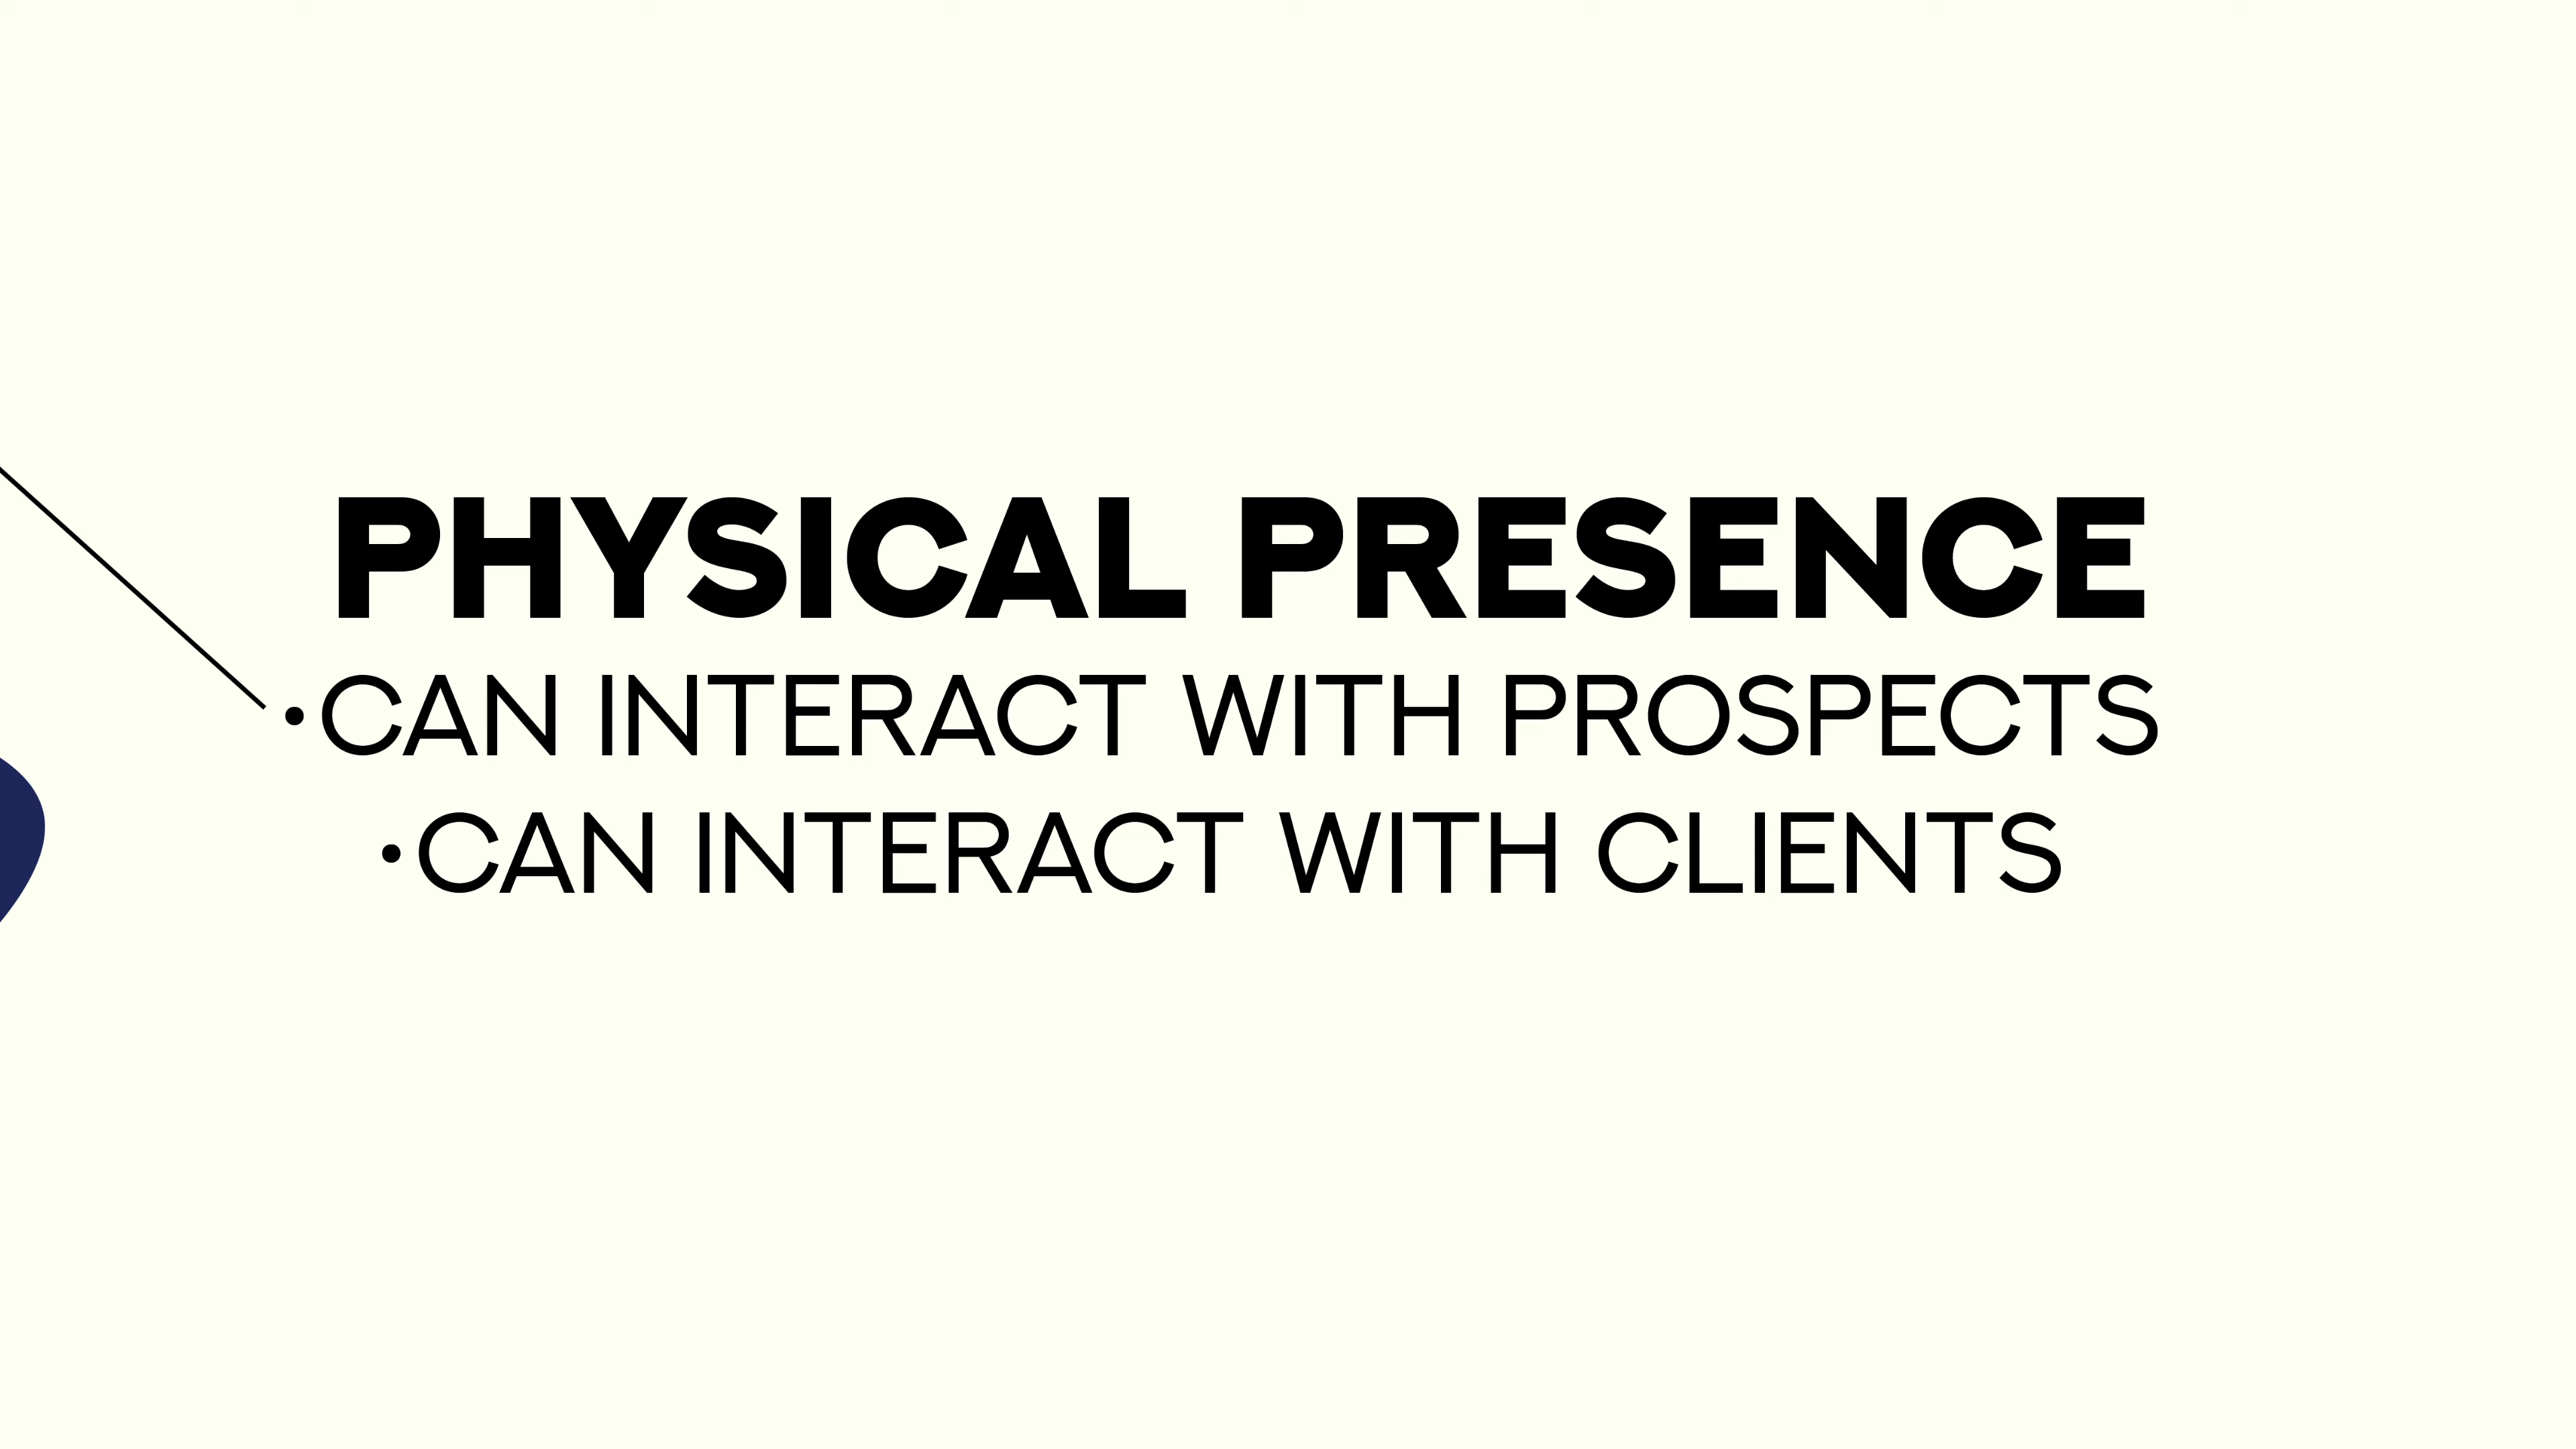 PHYSICAL PRESENCE
•CAN INTERACT WITH PROSPECTS
•CAN INTERACT WITH CLIENTS